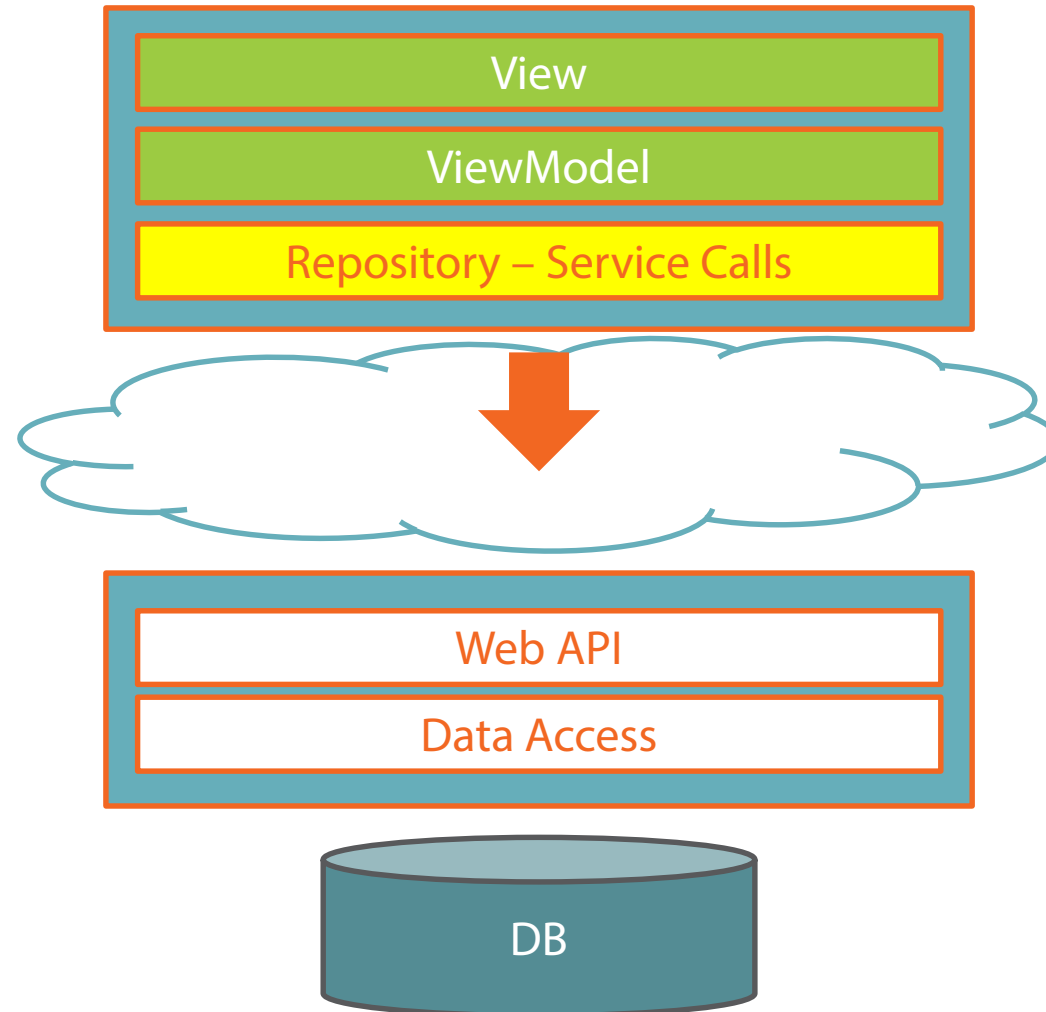 View
ViewModel
Repository – Service Calls
Web API
Data Access
DB